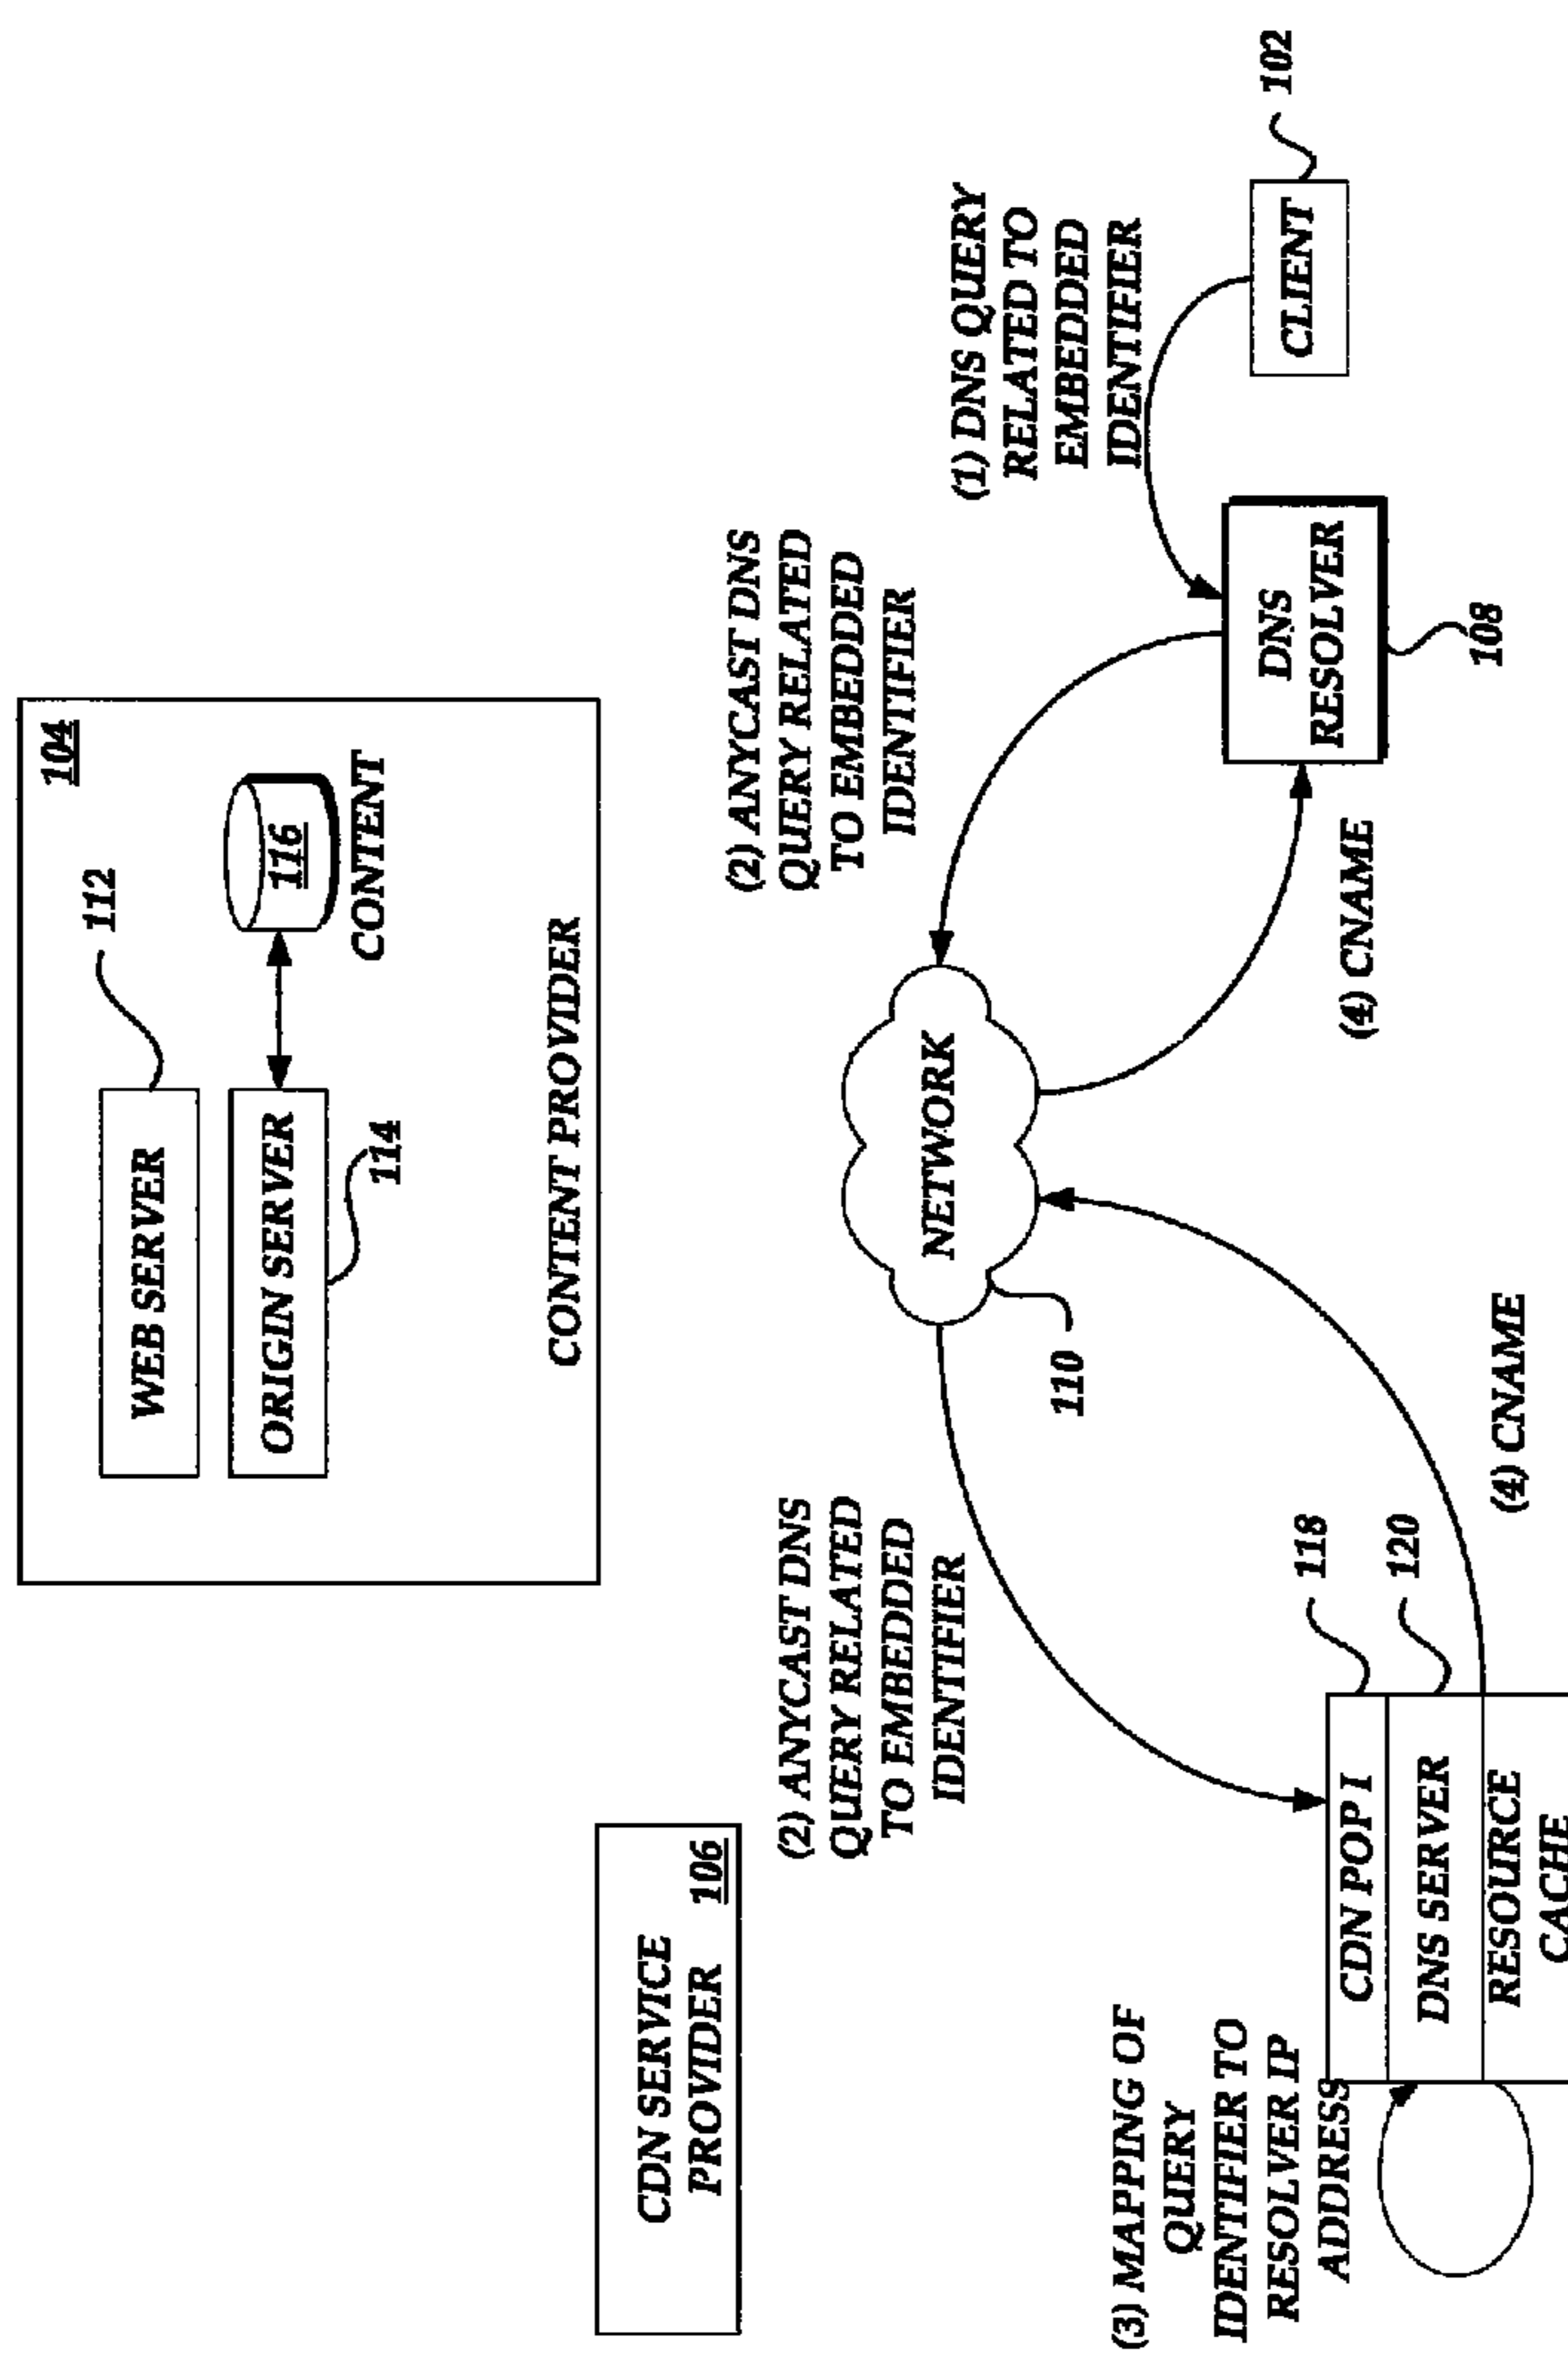 104
112
WEB SERVER
116
ORIGIN SERVER
CONTENT
114
CONTENT PROVIDER
CDN SERVICE
PROVIDER 106
(2) ANYCAST DNS
QUERY RELATED
TO EMBEDDED
IDENTIFIER
(2) ANYCAST DNS
QUERY RELATED
TO EMBEDDED
IDENTIFIER
(1) DNS QUERY
RELATED TO
EMBEDDED
IDENTIFIER
NETWORK
110
102
CLIENT
DNS
RESOLVER
108
(4) CNAME
(3) MAPPING OF
QUERY
IDENTIFIER TO
RESOLVER IP
ADDRESS
118
CDN POP I
120
DNS SERVER
RESOURCE
CACHE
(4) CNAME